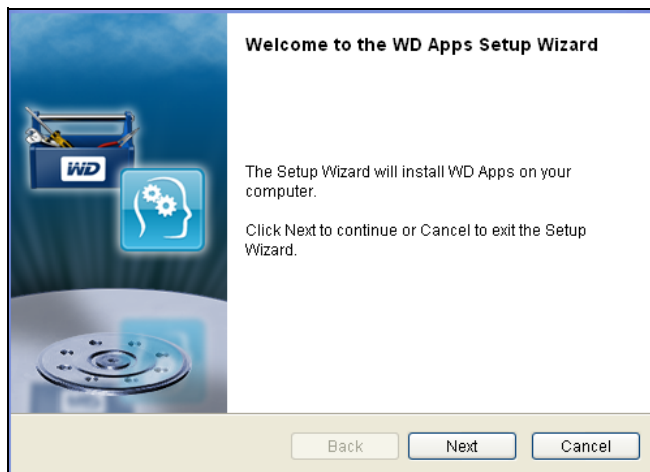 Welcome to the WD Apps Setup Wizard
WD
The Setup Wizard will install WD Apps on your
computer.
Click Next to continue or Cancel to exit the Setup
Wizard.
Back
Next
Cancel